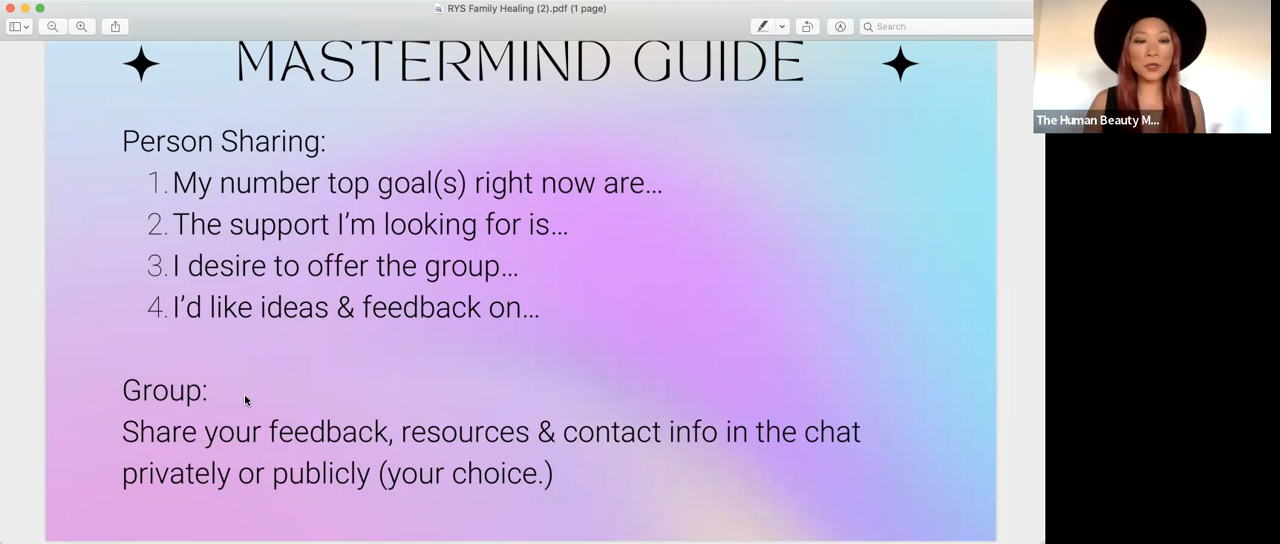 RYS Family Healing (2).pdf (1 page)
Search
MASTERMIND GUIDE
Person Sharing:
1. My number top goal(s) right now are...
2. The support I'm looking for is...
3. I desire to offer the group...
4. I'd like ideas & feedback on...
Group:
Share your feedback, resources & contact info in the chat
privately or publicly (your choice.)
The Human Beauty M...